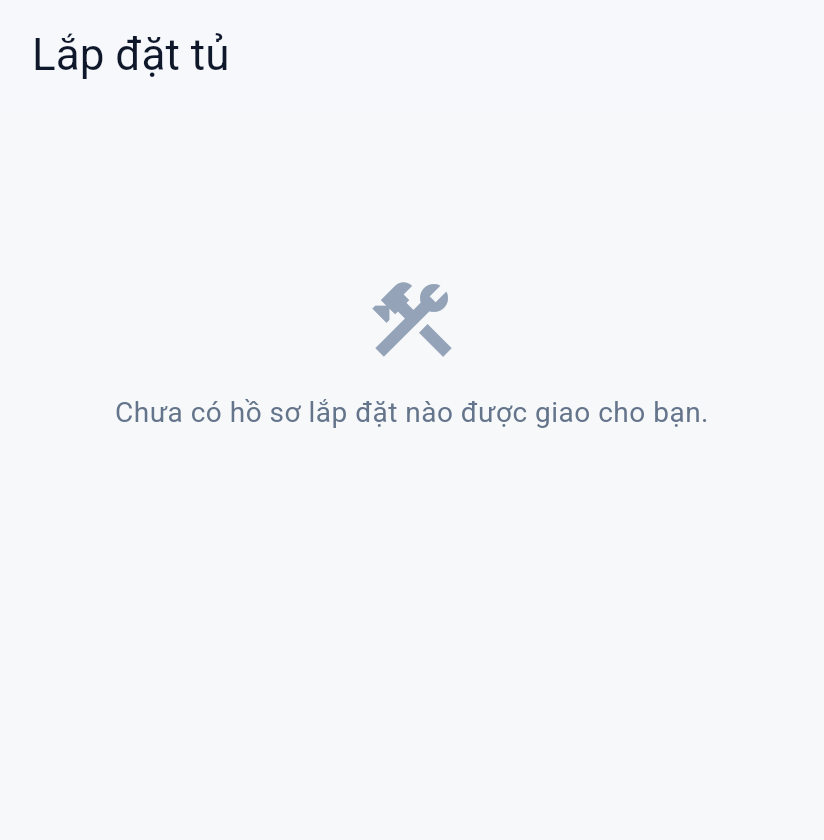 Lắp đặt tủ
Chưa có hồ sơ lắp đặt nào được giao cho bạn.